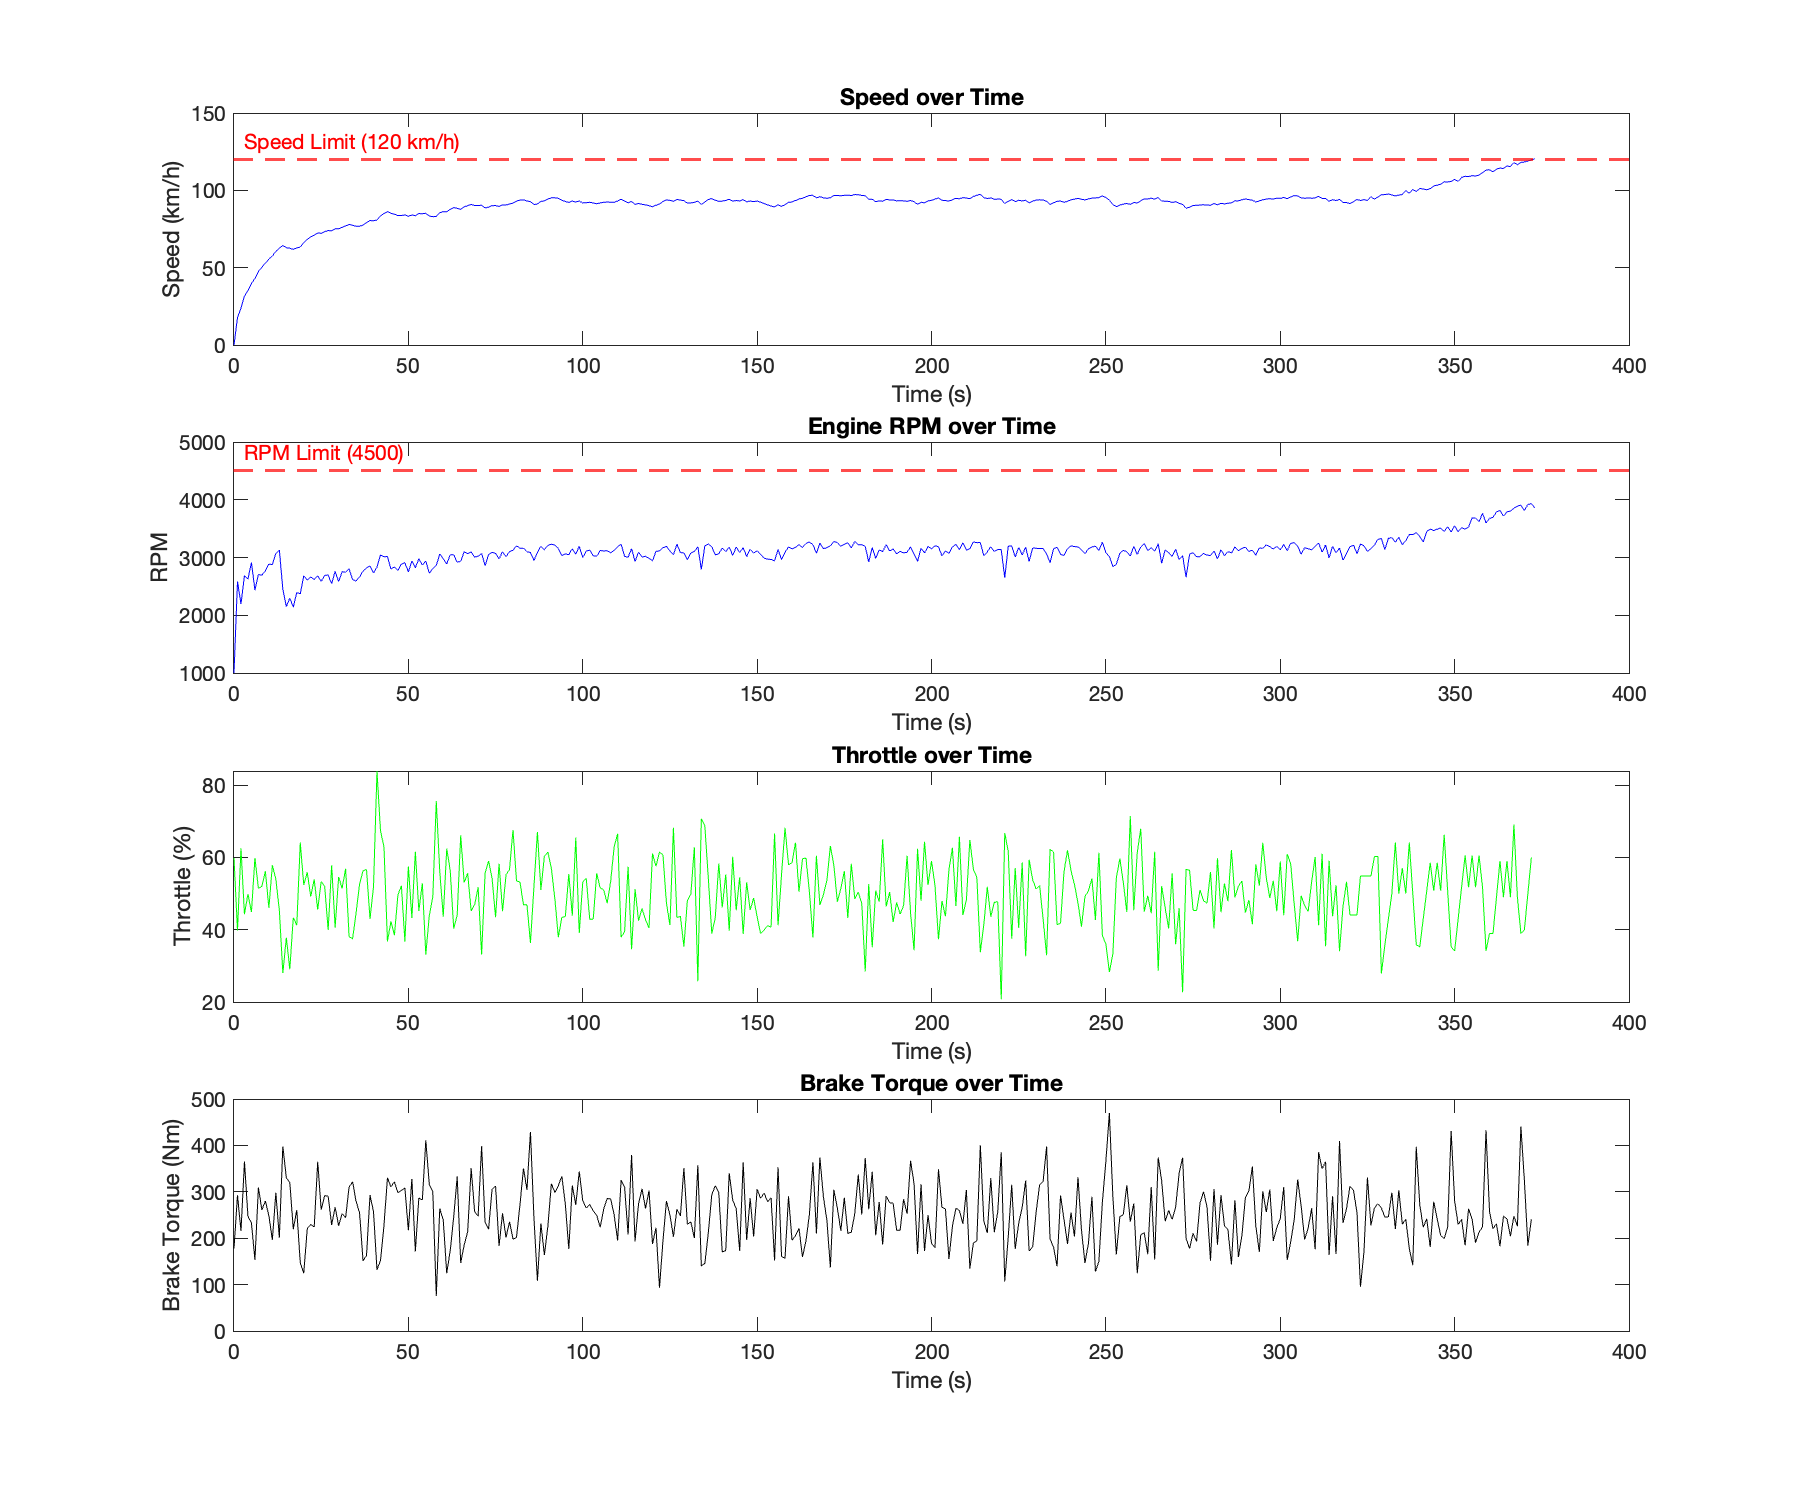 Speed over Time
150
Speed Limit (120 km/h)
100
50
0
Speed (km/h)
0 50 100 150 200 250 300 350 400
Time (s)
Engine RPM over Time
5000
RPM Limit (4500)
4000
3000
2000
1000
RPM
0 50 100 150 200 250 300 350 400
Time (s)
Throttle over Time
80
60
40
20
Throttle (%)
0 50 100 150 200 250 300 350 400
Time (s)
Brake Torque over Time
500
400
300
200
100
0
Brake Torque (Nm)
0 50 100 150 200 250 300 350 400
Time (s)